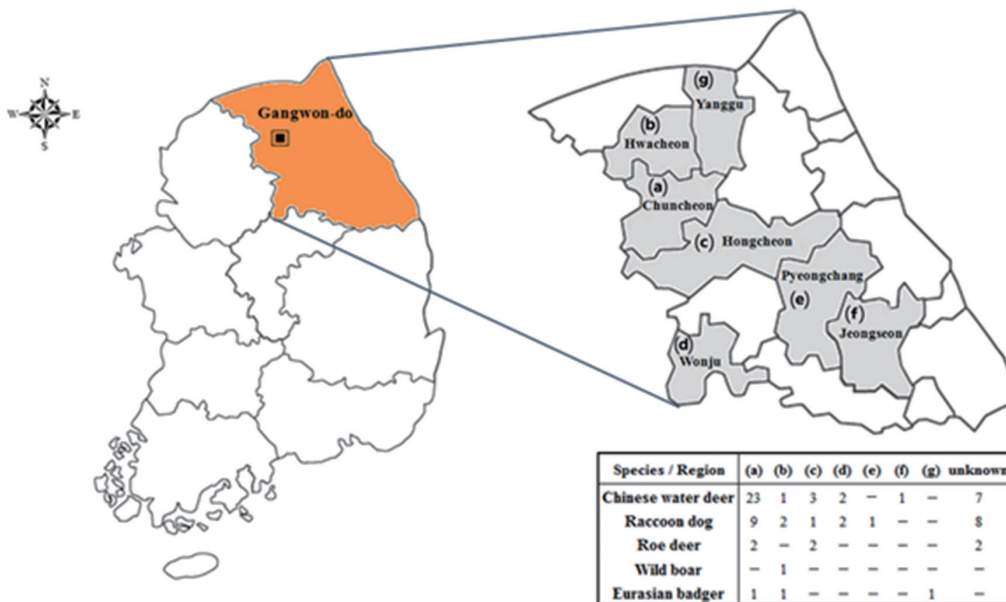 N
W E
S
Gangwon-do
(g)
Yanggu
(b)
Hwacheon
(a)
Chuncheon
(c) Hongcheon
Pyeongchang
(e)
(f)
Jeongseon
(d)
Wonju
Species / Region (a) (b) (c) (d) (e) (f) (g) unknown
Chinese water deer 23 1 3 2 – 1 – 7
Raccoon dog 9 2 1 2 1 – – 8
Roe deer 2 – 2 – – – – 2
Wild boar – 1 – – – – – –
Eurasian badger 1 1 – – – – 1 –